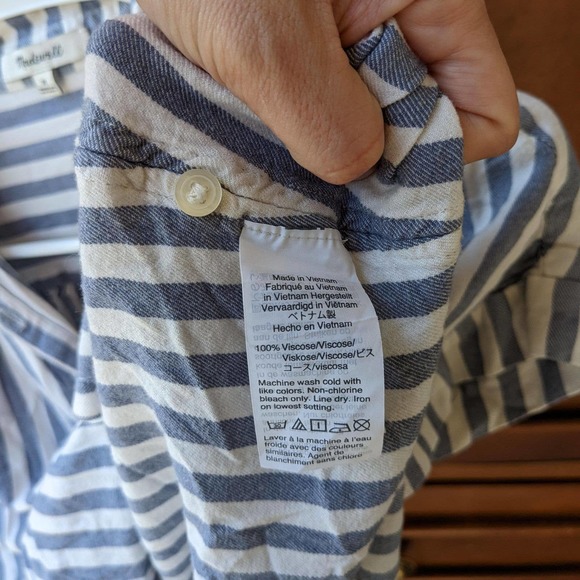 Madewell
Made in Vietnam
Fabriqué au Vietnam
in Vietnam Hergestellt
Vervaardigd in Viëtnam
ベトナム製
Hecho en Vietnam
100% Viscose/Viscose/
Viskose/Viscose/ビス
コース/viscosa
Machine wash cold with
like colors. Non-chlorine
bleach only. Line dry. Iron
on lowest setting.
Laver à la machine à l'eau
froide avec des couleurs
similaires. Agent de
blanchiment sans chlore